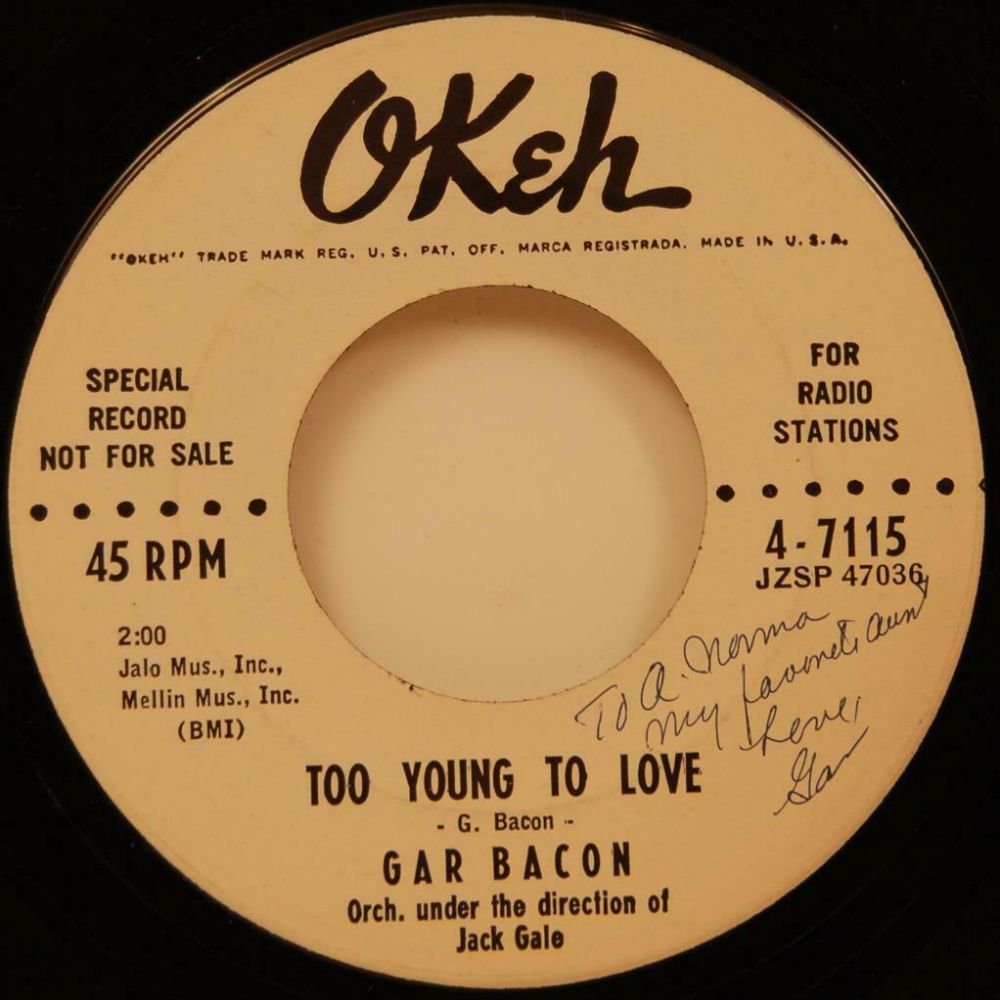 OKeh
"OKEH" TRADE MARK REG. U.S. PAT. OFF. MARCA REGISTRADA. MADE IN U.S.A.
SPECIAL
RECORD
NOT FOR SALE
FOR
RADIO
STATIONS
45 RPM
4-7115
JZSP 47036
2:00
Jalo Mus., Inc.,
Mellin Mus., Inc.
(BMI)
To A. Norma
My favorite aunt
Love,
Gar
TOO YOUNG TO LOVE
- G. Bacon -
GAR BACON
Orch. under the direction of
Jack Gale